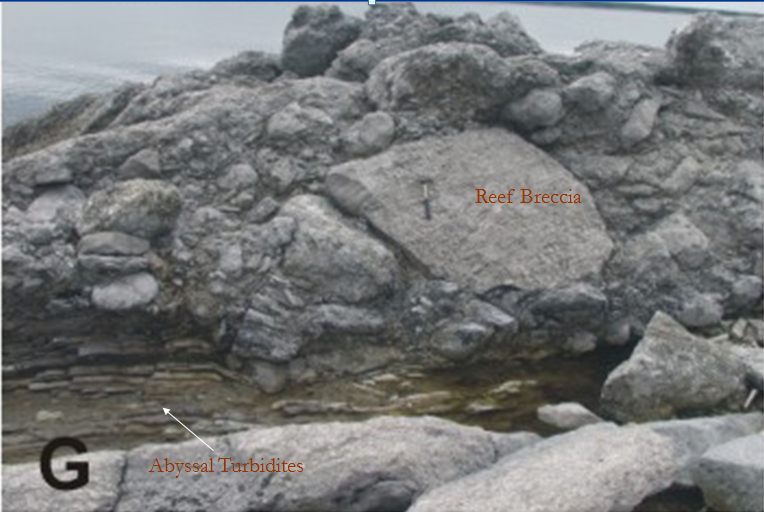 Reef Breccia
Abyssal Turbidites
G